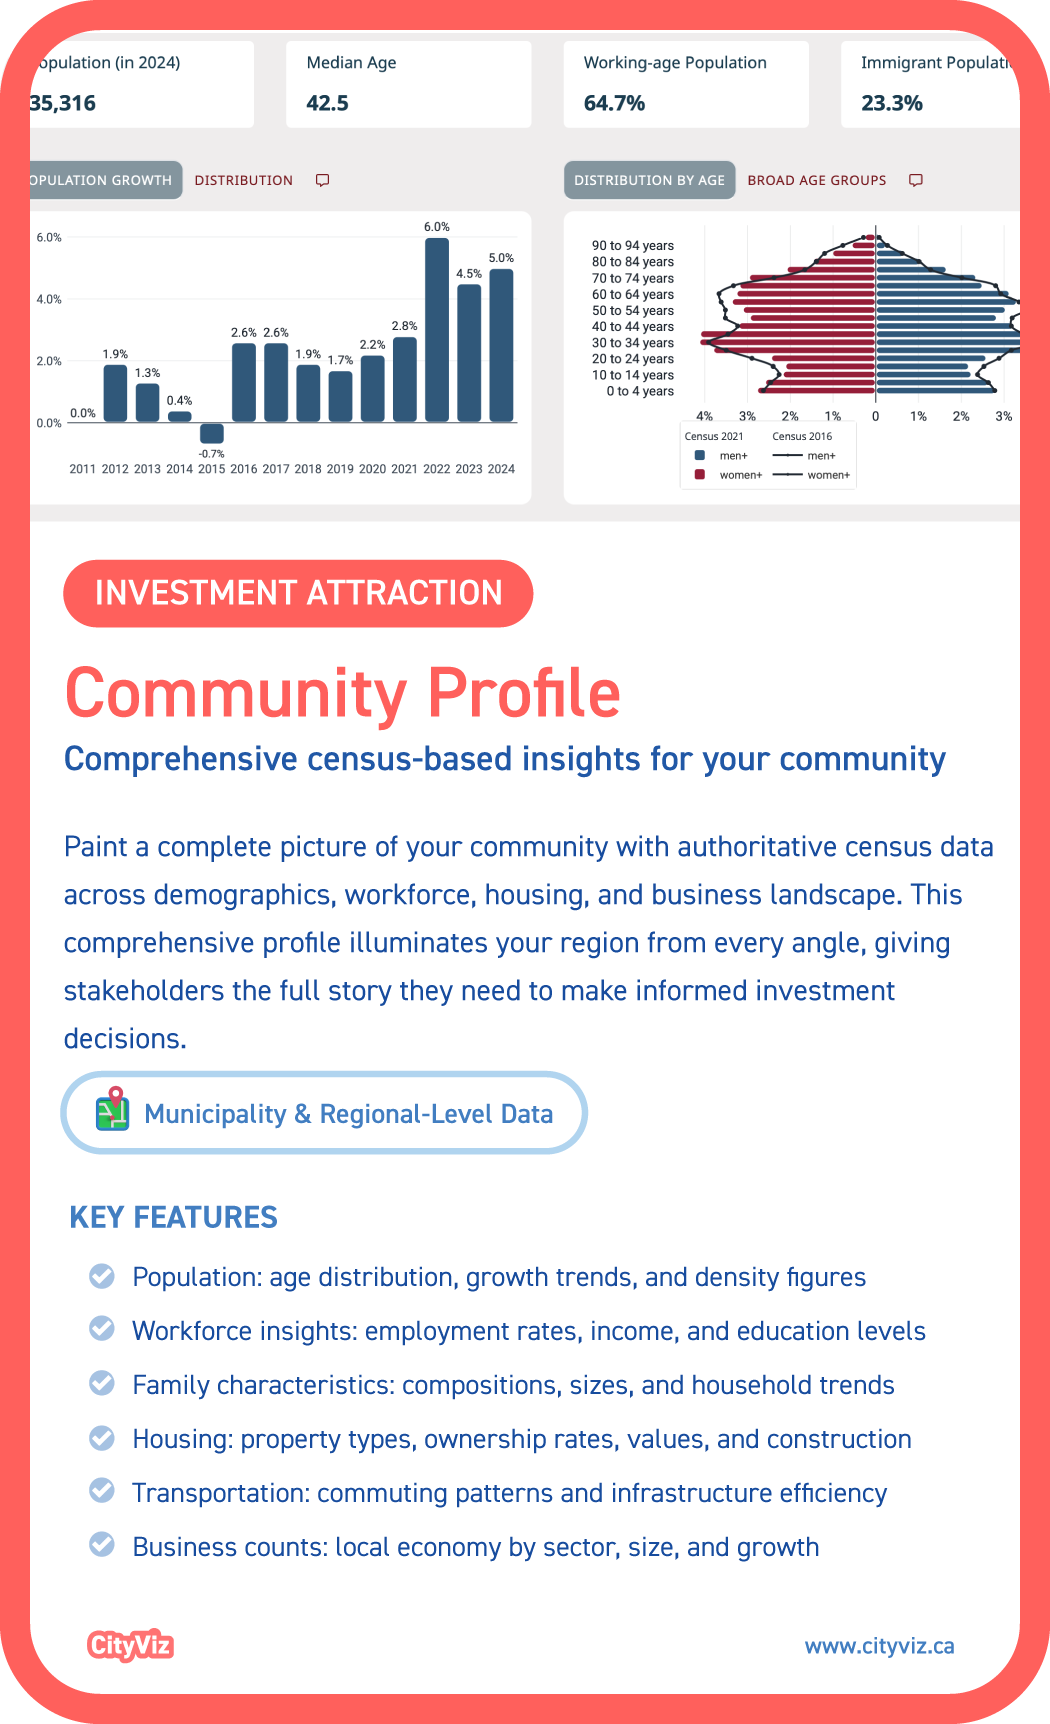 opulation (in 2024)
35,316
Median Age
42.5
Working-age Population
64.7%
Immigrant Populati
23.3%
OPULATION GROWTH
DISTRIBUTION
6.0%
4.0%
2.0%
0.0%
0.0%
1.9%
1.3%
0.4%
-0.7%
2.6%
2.6%
1.9%
1.7%
2.2%
2.8%
6.0%
4.5%
5.0%
2011 2012 2013 2014 2015 2016 2017 2018 2019 2020 2021 2022 2023 2024
DISTRIBUTION BY AGE
BROAD AGE GROUPS
90 to 94 years
80 to 84 years
70 to 74 years
60 to 64 years
50 to 54 years
40 to 44 years
30 to 34 years
20 to 24 years
10 to 14 years
0 to 4 years
4% 3% 2% 1% 0 1% 2% 3%
Census 2021 Census 2016
men+ men+
women+ women+
INVESTMENT ATTRACTION
Community Profile
Comprehensive census-based insights for your community
Paint a complete picture of your community with authoritative census data
across demographics, workforce, housing, and business landscape. This
comprehensive profile illuminates your region from every angle, giving
stakeholders the full story they need to make informed investment
decisions.
Municipality & Regional-Level Data
KEY FEATURES
Population: age distribution, growth trends, and density figures
Workforce insights: employment rates, income, and education levels
Family characteristics: compositions, sizes, and household trends
Housing: property types, ownership rates, values, and construction
Transportation: commuting patterns and infrastructure efficiency
Business counts: local economy by sector, size, and growth
CityViz
www.cityviz.ca